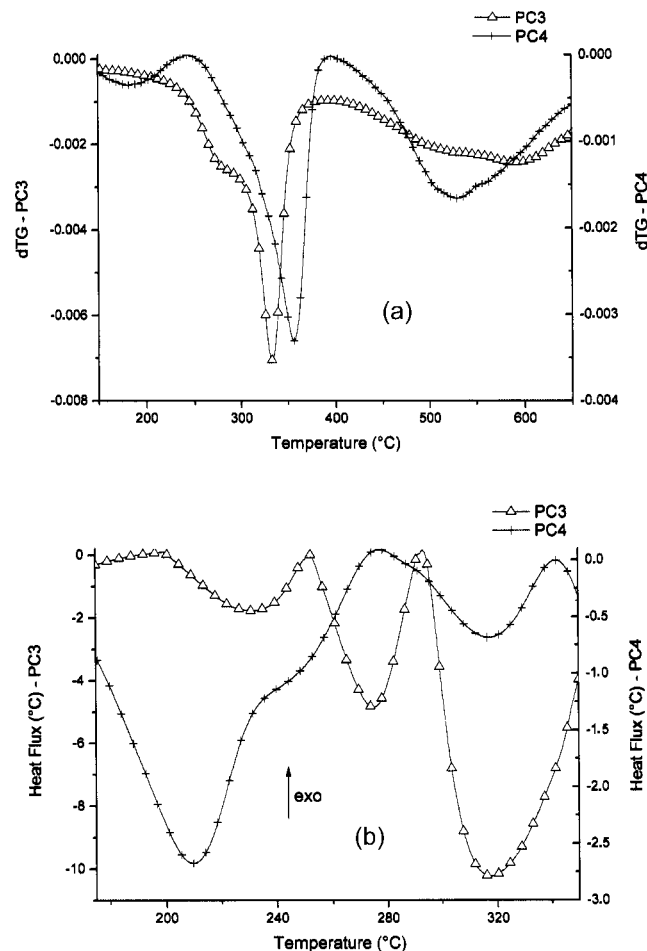 PC3
PC4
0.000
-0.002
-0.004
-0.006
-0.008
dTG - PC3
0.000
-0.001
-0.002
-0.003
-0.004
dTG - PC4
(a)
200 300 400 500 600
Temperature (°C)
PC3
PC4
0
-2
-4
-6
-8
-10
Heat Flux (°C) - PC3
0.0
-0.5
-1.0
-1.5
-2.0
-2.5
-3.0
Heat Flux (°C) - PC4
exo
(b)
200 240 280 320
Temperature (°C)